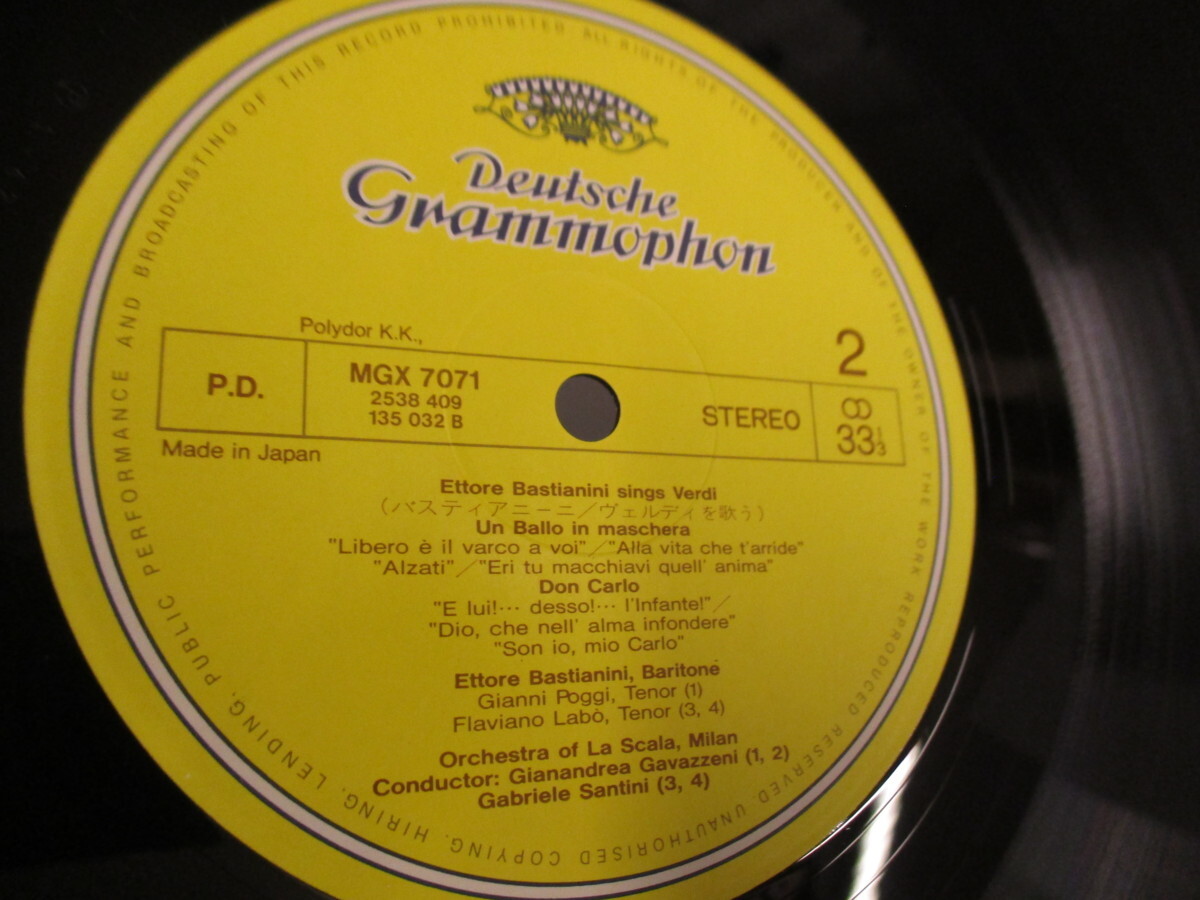 Deutsche
Grammophon
Polydor K.K.,
2
P.D.
MGX 7071
2538 409
135 032 B
STEREO
33 1/3
Made in Japan
Ettore Bastianini sings Verdi
(バスティアニーニ/ヴェルディを歌う)
Un Ballo in maschera
"Libero è il varco a voi"/"Alla vita che t'arride"
"Alzati"/"Eri tu macchiavi quell' anima"
Don Carlo
"E lui!··· desso!··· l'Infante!"/
"Dio, che nell' alma infondere"
"Son io, mio Carlo"
Ettore Bastianini, Baritone
Gianni Poggi, Tenor (1)
Flaviano Labò, Tenor (3, 4)
Orchestra of La Scala, Milan
Conductor: Gianandrea Gavazzeni (1, 2)
Gabriele Santini (3, 4)
ALL RIGHTS OF THE PRODUCER AND OF THE OWNER OF THE WORK REPRODUCED RESERVED UNAUTHORISED COPYING, HIRING, LENDING, PUBLIC PERFORMANCE AND BROADCASTING OF THIS RECORD PROHIBITED